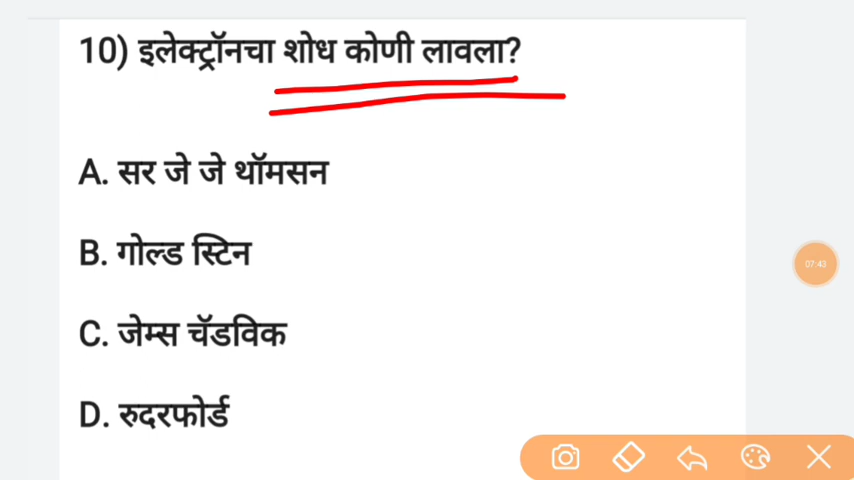 10) इलेक्ट्रॉनचा शोध कोणी लावला?
A. सर जे जे थॉमसन
B. गोल्ड स्टिन
07:43
C. जेम्स चॅडविक
D. रुदरफोर्ड